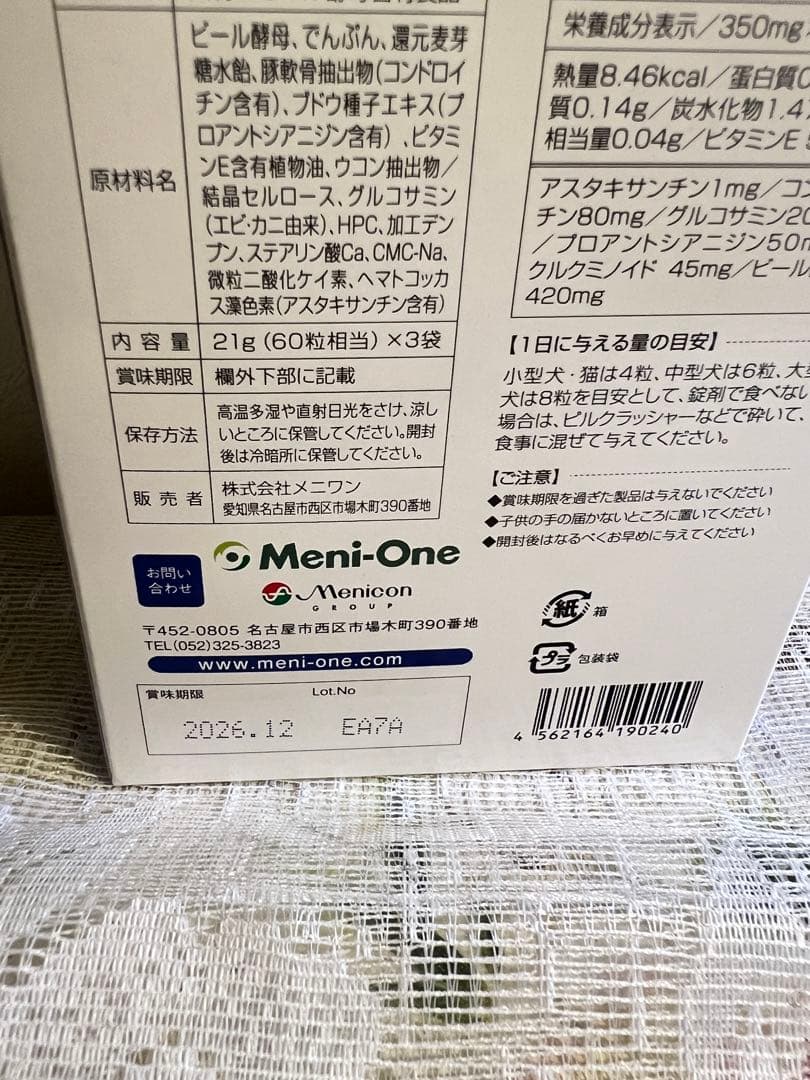 原材料名
ビール酵母、でんぷん、還元麦芽
糖水飴、豚軟骨抽出物(コンドロイ
チン含有)、ブドウ種子エキス(プ
ロアントシアニジン含有)、ビタミ
ンE含有植物油、ウコン抽出物/
結晶セルロース、グルコサミン
(エビ・カニ由来)、HPC、加工デン
プン、ステアリン酸Ca、CMC-Na、
微粒二酸化ケイ素、ヘマトコッカ
ス藻色素(アスタキサンチン含有)
内容量
21g(60粒相当)×3袋
賞味期限
欄外下部に記載
保存方法
高温多湿や直射日光をさけ、涼し
いところに保管してください。開封
後は冷暗所に保管してください。
販売者
株式会社メニワン
愛知県名古屋市西区市場木町390番地
お問い
合わせ
Meni-One
Menicon
GROUP
〒452-0805 名古屋市西区市場木町390番地
TEL(052)325-3823
www.meni-one.com
賞味期限
Lot.No
2026.12 EA7A
栄養成分表示/350mg
熱量8.46kcal/蛋白質0
質0.14g/炭水化物1.4
相当量0.04g/ビタミンE
アスタキサンチン1mg/コン
チン80mg/グルコサミン20
/プロアントシアニジン50m
クルクミノイド 45mg/ビール
420mg
【1日に与える量の目安】
小型犬・猫は4粒、中型犬は6粒、大型
犬は8粒を目安として、錠剤で食べない
場合は、ピルクラッシャーなどで砕いて、
食事に混ぜて与えてください。
【ご注意】
◆賞味期限を過ぎた製品は与えないでください
◆子供の手の届かないところに置いてください
◆開封後はなるべくお早めに与えてください
紙 箱
プラ 包装袋
4 562164 190240